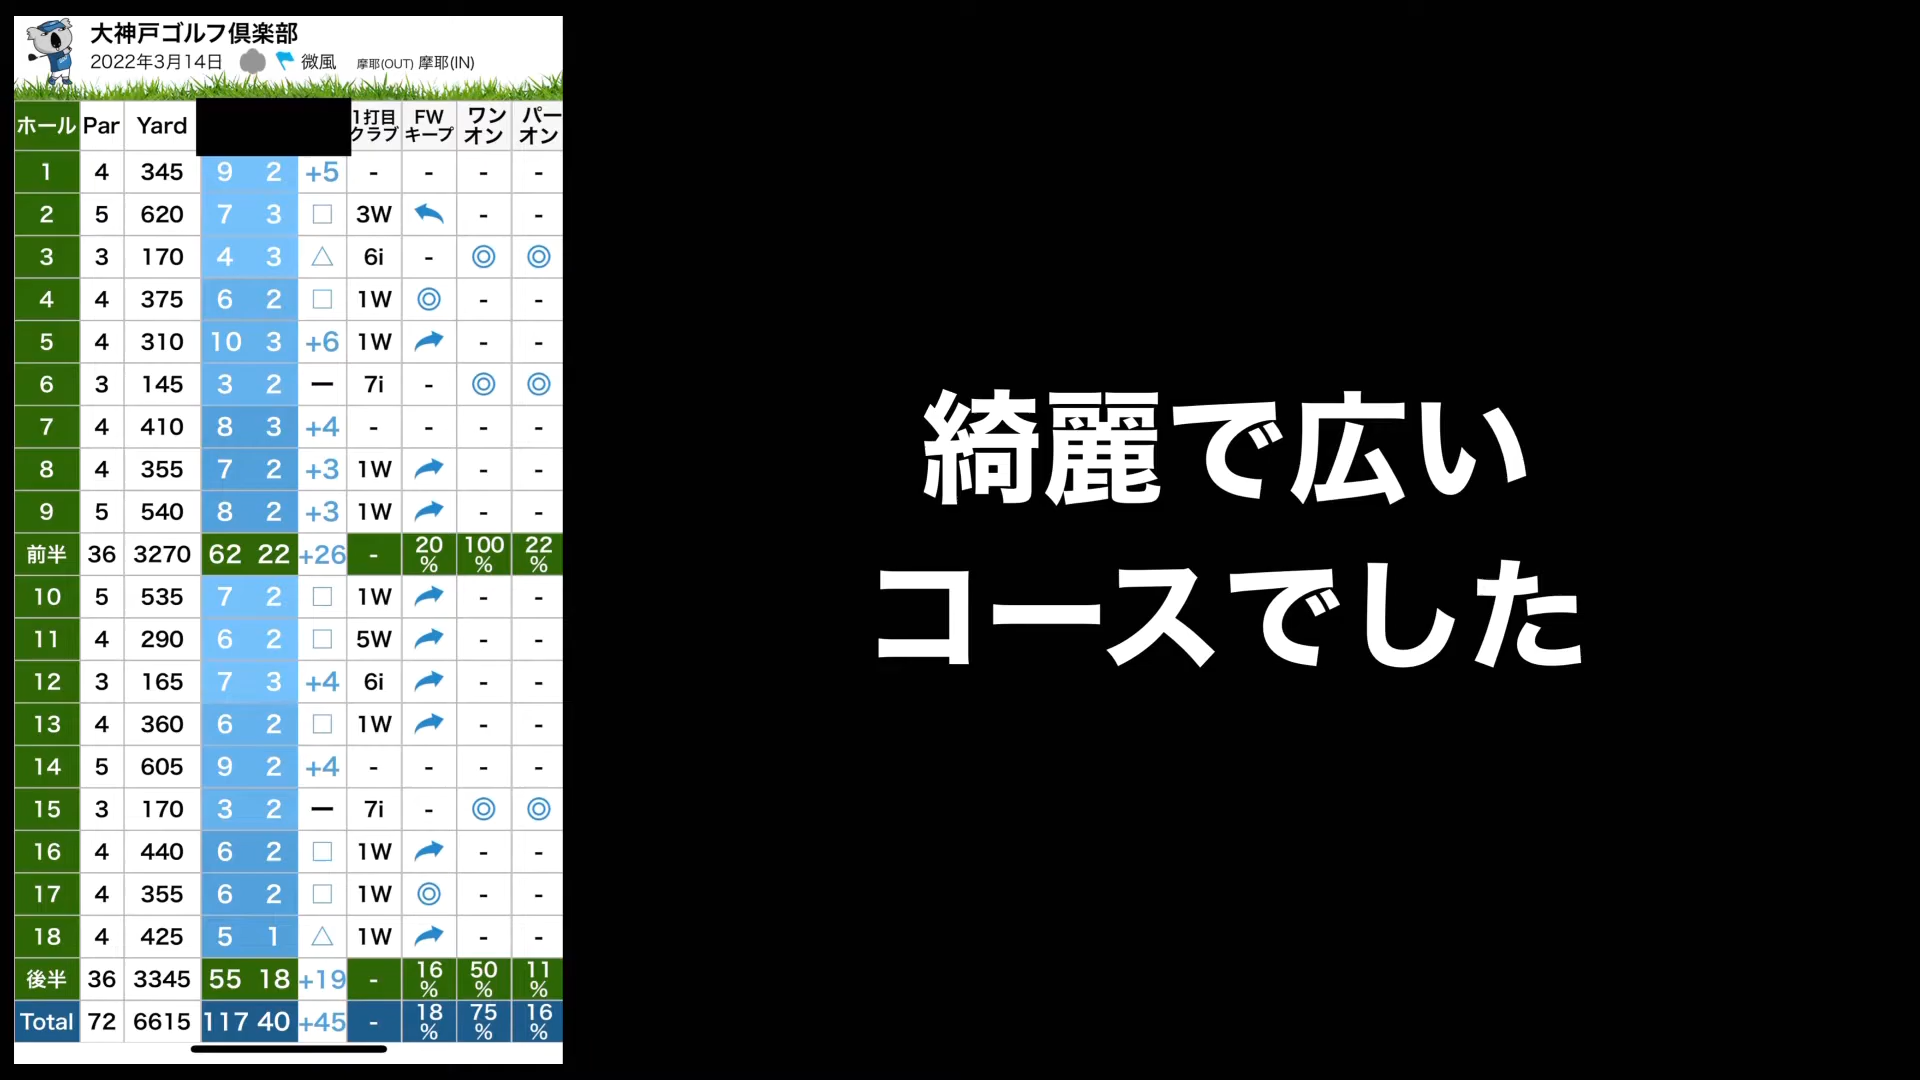 大神戸ゴルフ倶楽部
2022年3月14日 微風 摩耶(OUT) 摩耶(IN)
ホール Par Yard 1打目クラブ FWキープ ワンオン パーオン
1 4 345 9 2 +5 - - - -
2 5 620 7 3 □ 3W - -
3 3 170 4 3 △ 6i - ◎ ◎
4 4 375 6 2 □ 1W ◎ - -
5 4 310 10 3 +6 1W - -
6 3 145 3 2 ー 7i - ◎ ◎
7 4 410 8 3 +4 - - - -
8 4 355 7 2 +3 1W - -
9 5 540 8 2 +3 1W - -
前半 36 3270 62 22 +26 - 20% 100% 22%
10 5 535 7 2 □ 1W - -
11 4 290 6 2 □ 5W - -
12 3 165 7 3 +4 6i - -
13 4 360 6 2 □ 1W - -
14 5 605 9 2 +4 - - - -
15 3 170 3 2 ー 7i - ◎ ◎
16 4 440 6 2 □ 1W - -
17 4 355 6 2 □ 1W ◎ - -
18 4 425 5 1 △ 1W - -
後半 36 3345 55 18 +19 - 16% 50% 11%
Total 72 6615 117 40 +45 - 18% 75% 16%
綺麗で広い
コースでした